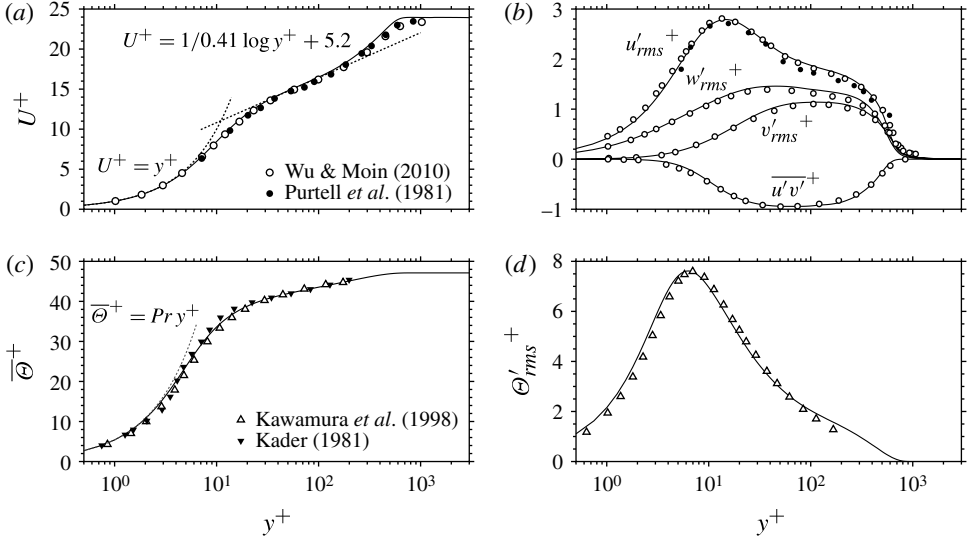 (a)
25
20
15
10
5
0
U⁺
U⁺ = 1/0.41 log y⁺ + 5.2
U⁺ = y⁺
Wu & Moin (2010)
Purtell et al. (1981)
(b)
3
2
1
0
−1
u′rms⁺
w′rms⁺
v′rms⁺
u′v′⁺
(c)
50
40
30
20
10
0
Θ⁺
Θ⁺ = Pr y⁺
Kawamura et al. (1998)
Kader (1981)
10⁰ 10¹ 10² 10³
y⁺
(d)
8
6
4
2
0
Θ′rms⁺
10⁰ 10¹ 10² 10³
y⁺